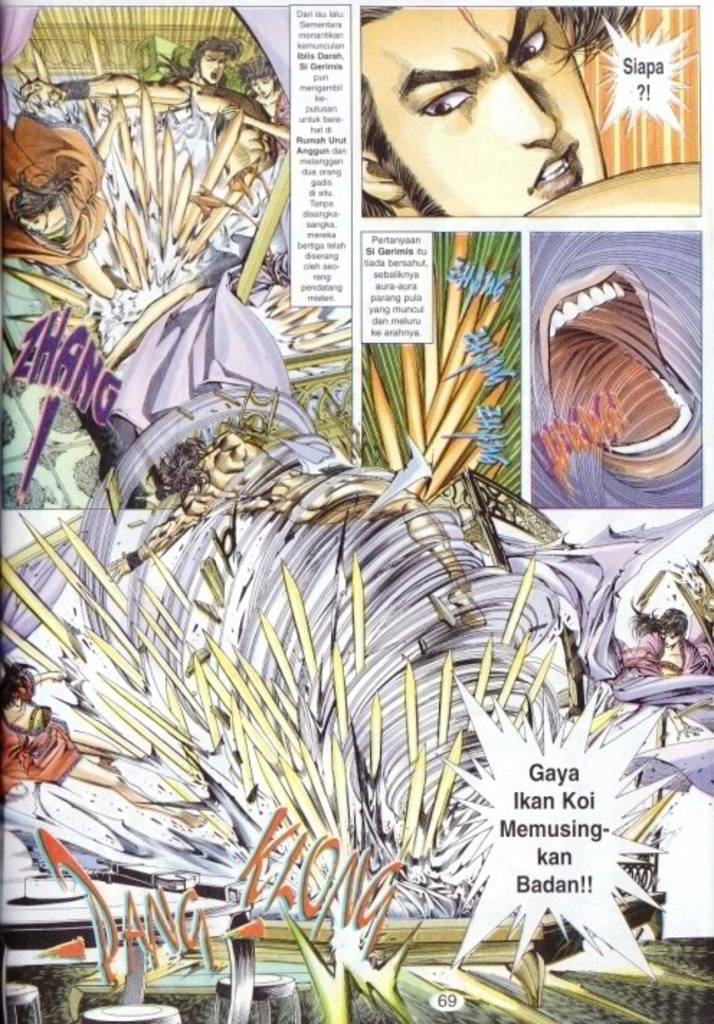 Dari isu lalu:
Sementara
menantikan
kemunculan
Iblis Darah,
Si Gerimis
pun
mengambil
ke-
putusan
untuk bere-
hat di
Rumah Urut
Anggun dan
melanggan
dua orang
gadis
di situ.
Tanpa
disangka-
sangka,
mereka
bertiga telah
diserang
oleh seo-
rang
pendatang
misteri.
Siapa
?!
Pertanyaan
Si Gerimis itu
tiada bersahut,
sebaliknya
aura-aura
parang pula
yang muncul
dan meluru
ke arahnya.
ZHANG
!
Gaya
Ikan Koi
Memusing-
kan
Badan!!
DANG
KLONG
69